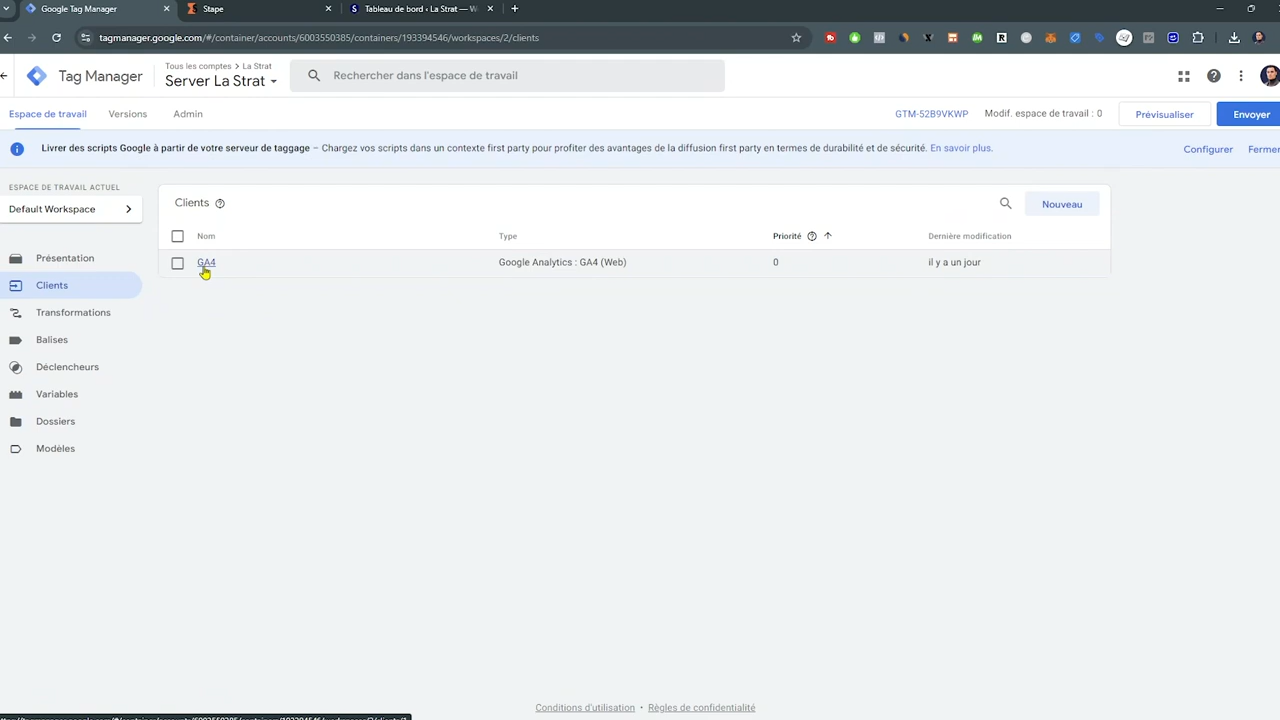 Google Tag Manager
Stape
Tableau de bord ‹ La Strat — W
tagmanager.google.com/#/container/accounts/6003550385/containers/193394546/workspaces/2/clients
Tag Manager
Tous les comptes > La Strat
Server La Strat
Rechercher dans l'espace de travail
Espace de travail
Versions
Admin
GTM-52B9VKWP
Modif. espace de travail : 0
Prévisualiser
Envoyer
Livrer des scripts Google à partir de votre serveur de taggage – Chargez vos scripts dans un contexte first party pour profiter des avantages de la diffusion first party en termes de durabilité et de sécurité. En savoir plus.
Configurer
Fermer
ESPACE DE TRAVAIL ACTUEL
Default Workspace
Présentation
Clients
Transformations
Balises
Déclencheurs
Variables
Dossiers
Modèles
Clients
Nouveau
Nom
Type
Priorité
Dernière modification
GA4
Google Analytics : GA4 (Web)
0
il y a un jour
Conditions d'utilisation • Règles de confidentialité